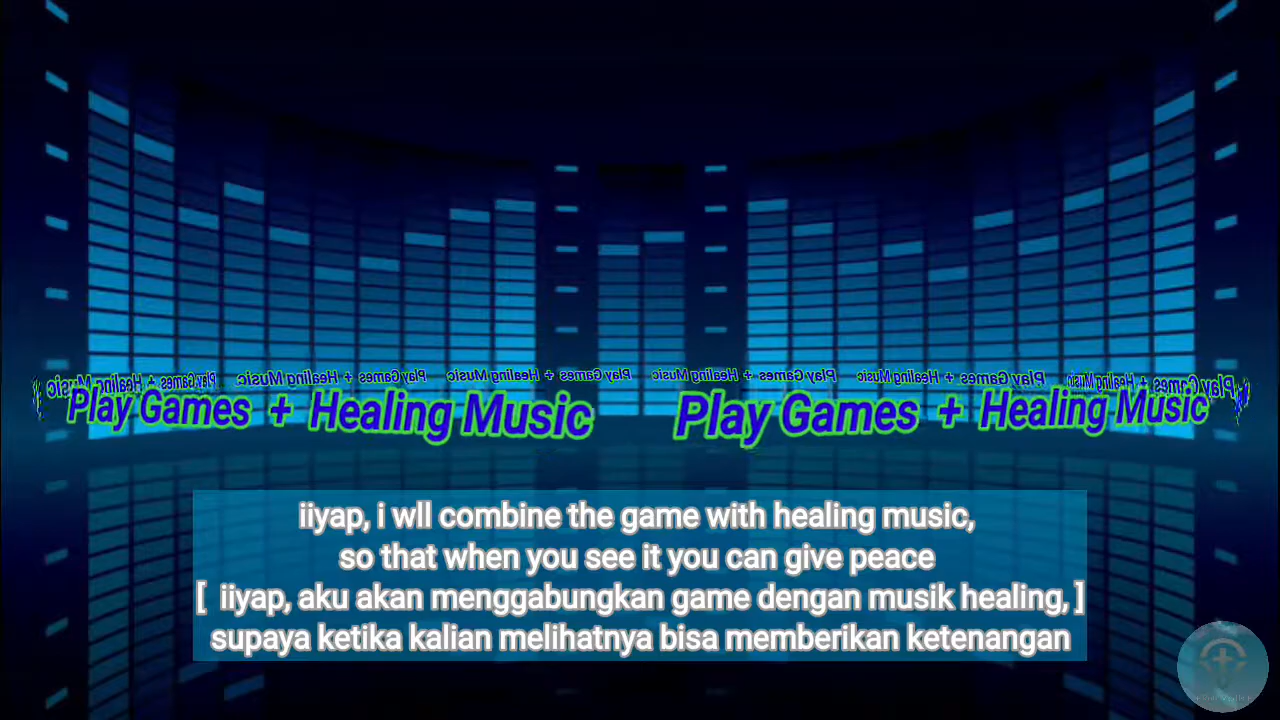 Play Games + Healing Music Play Games + Healing Music
iiyap, i wll combine the game with healing music,
so that when you see it you can give peace
[ iiyap, aku akan menggabungkan game dengan musik healing, ]
supaya ketika kalian melihatnya bisa memberikan ketenangan